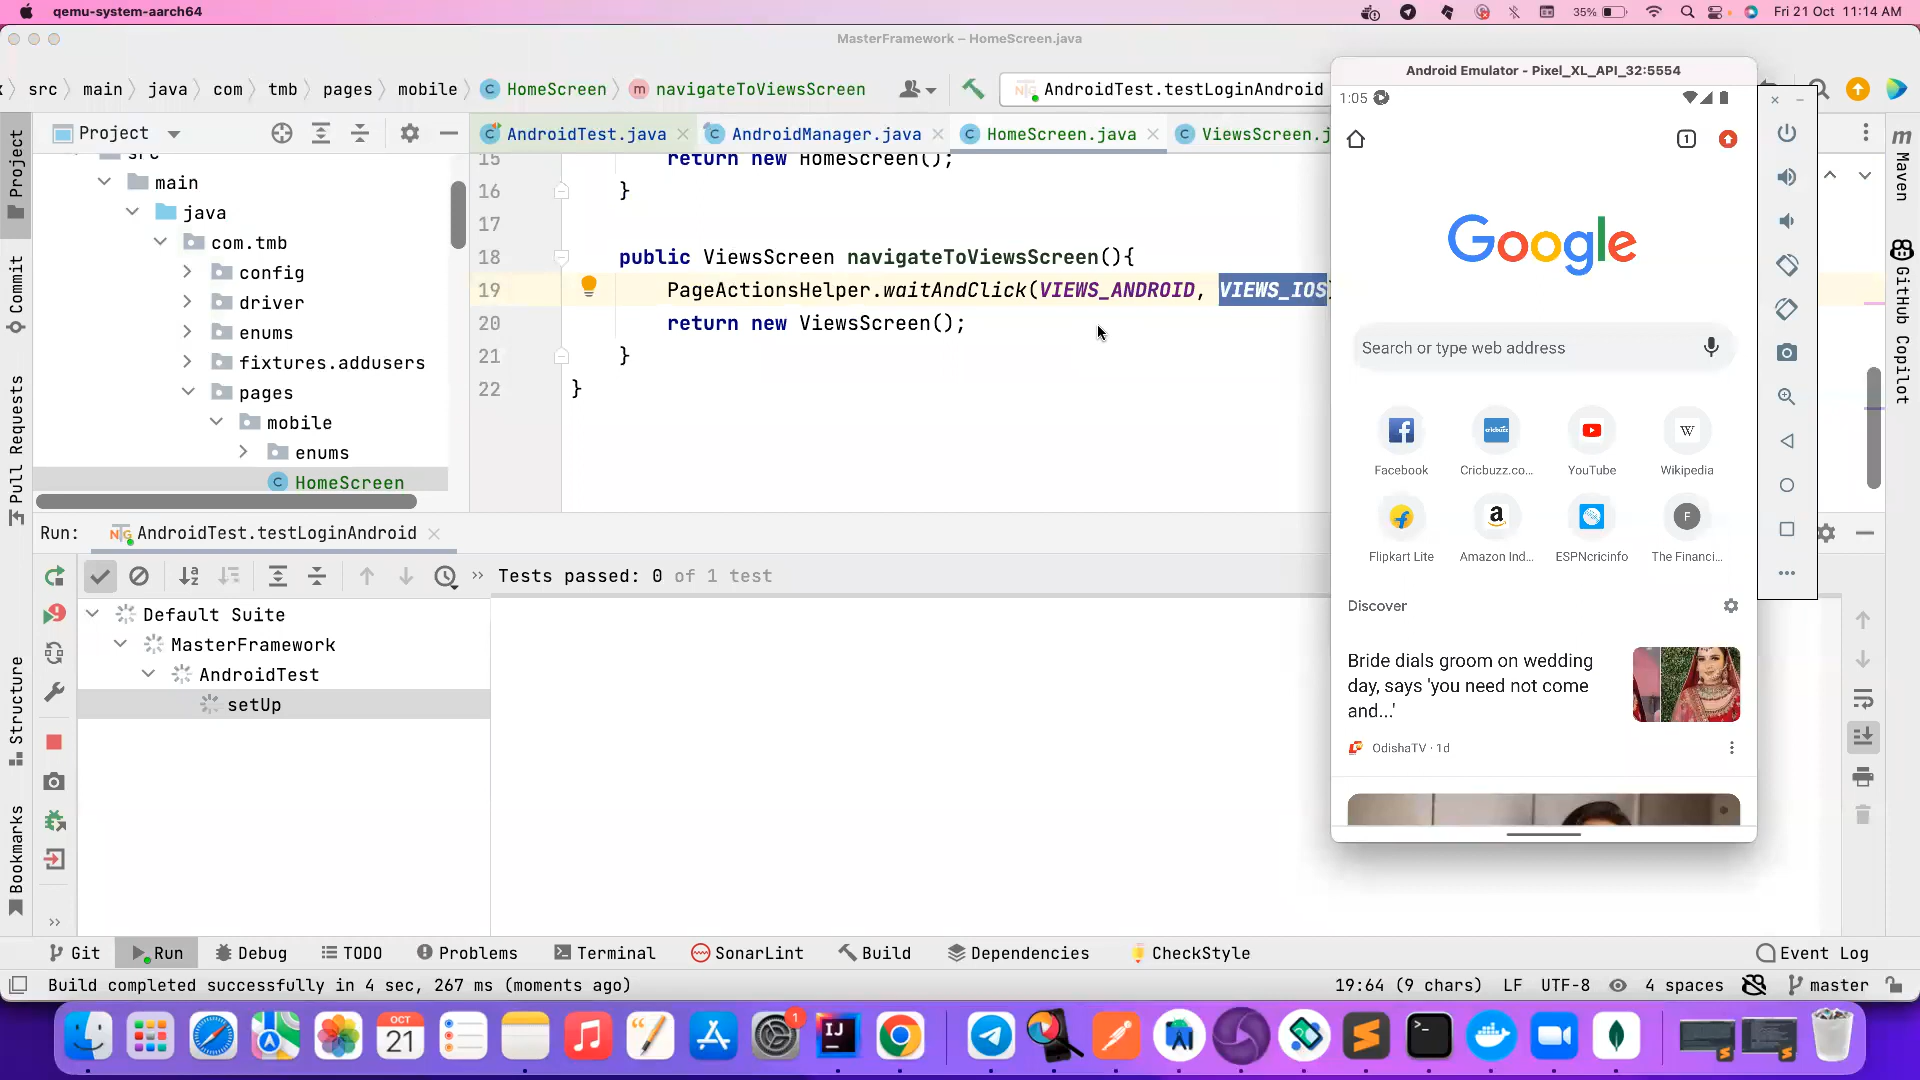 qemu-system-aarch64
35%
Fri 21 Oct 11:14 AM
MasterFramework – HomeScreen.java
src main java com tmb pages mobile HomeScreen navigateToViewsScreen
AndroidTest.testLoginAndroid
Project
AndroidTest.java
AndroidManager.java
HomeScreen.java
ViewsScreen.j
Project
Commit
Pull Requests
Structure
Bookmarks
src
main
java
com.tmb
config
driver
enums
fixtures.addusers
pages
mobile
enums
HomeScreen
15 return new HomeScreen();
16 }
17
18 public ViewsScreen navigateToViewsScreen(){
19 PageActionsHelper.waitAndClick(VIEWS_ANDROID, VIEWS_IOS
20 return new ViewsScreen();
21 }
22 }
Maven
GitHub Copilot
Android Emulator - Pixel_XL_API_32:5554
1:05
1
Google
Search or type web address
Facebook
cricbuzz
Cricbuzz.co...
YouTube
W
Wikipedia
Flipkart Lite
Amazon Ind...
ESPNcricinfo
F
The Financi...
Discover
Bride dials groom on wedding
day, says 'you need not come
and...'
OdishaTV · 1d
Run:
AndroidTest.testLoginAndroid
Tests passed: 0 of 1 test
Default Suite
MasterFramework
AndroidTest
setUp
Git
Run
Debug
TODO
Problems
Terminal
SonarLint
Build
Dependencies
CheckStyle
Event Log
Build completed successfully in 4 sec, 267 ms (moments ago)
19:64 (9 chars)
LF
UTF-8
4 spaces
master
OCT
21
1
IJ